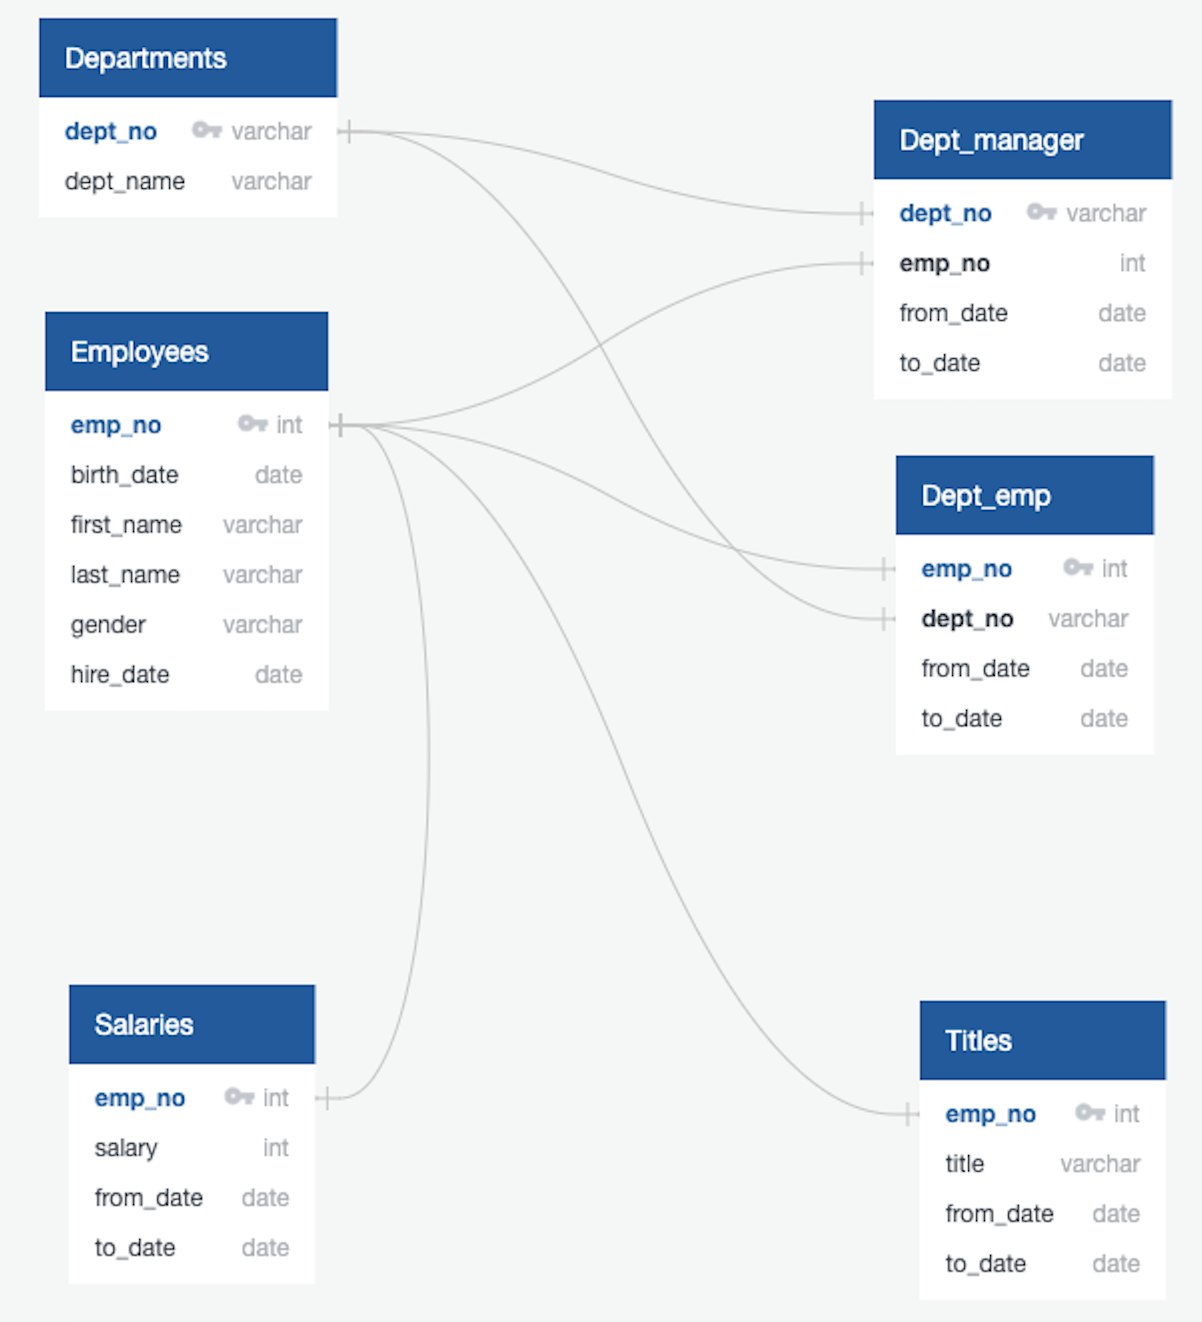 Departments
dept_no varchar
dept_name varchar
Employees
emp_no int
birth_date date
first_name varchar
last_name varchar
gender varchar
hire_date date
Salaries
emp_no int
salary int
from_date date
to_date date
Dept_manager
dept_no varchar
emp_no int
from_date date
to_date date
Dept_emp
emp_no int
dept_no varchar
from_date date
to_date date
Titles
emp_no int
title varchar
from_date date
to_date date